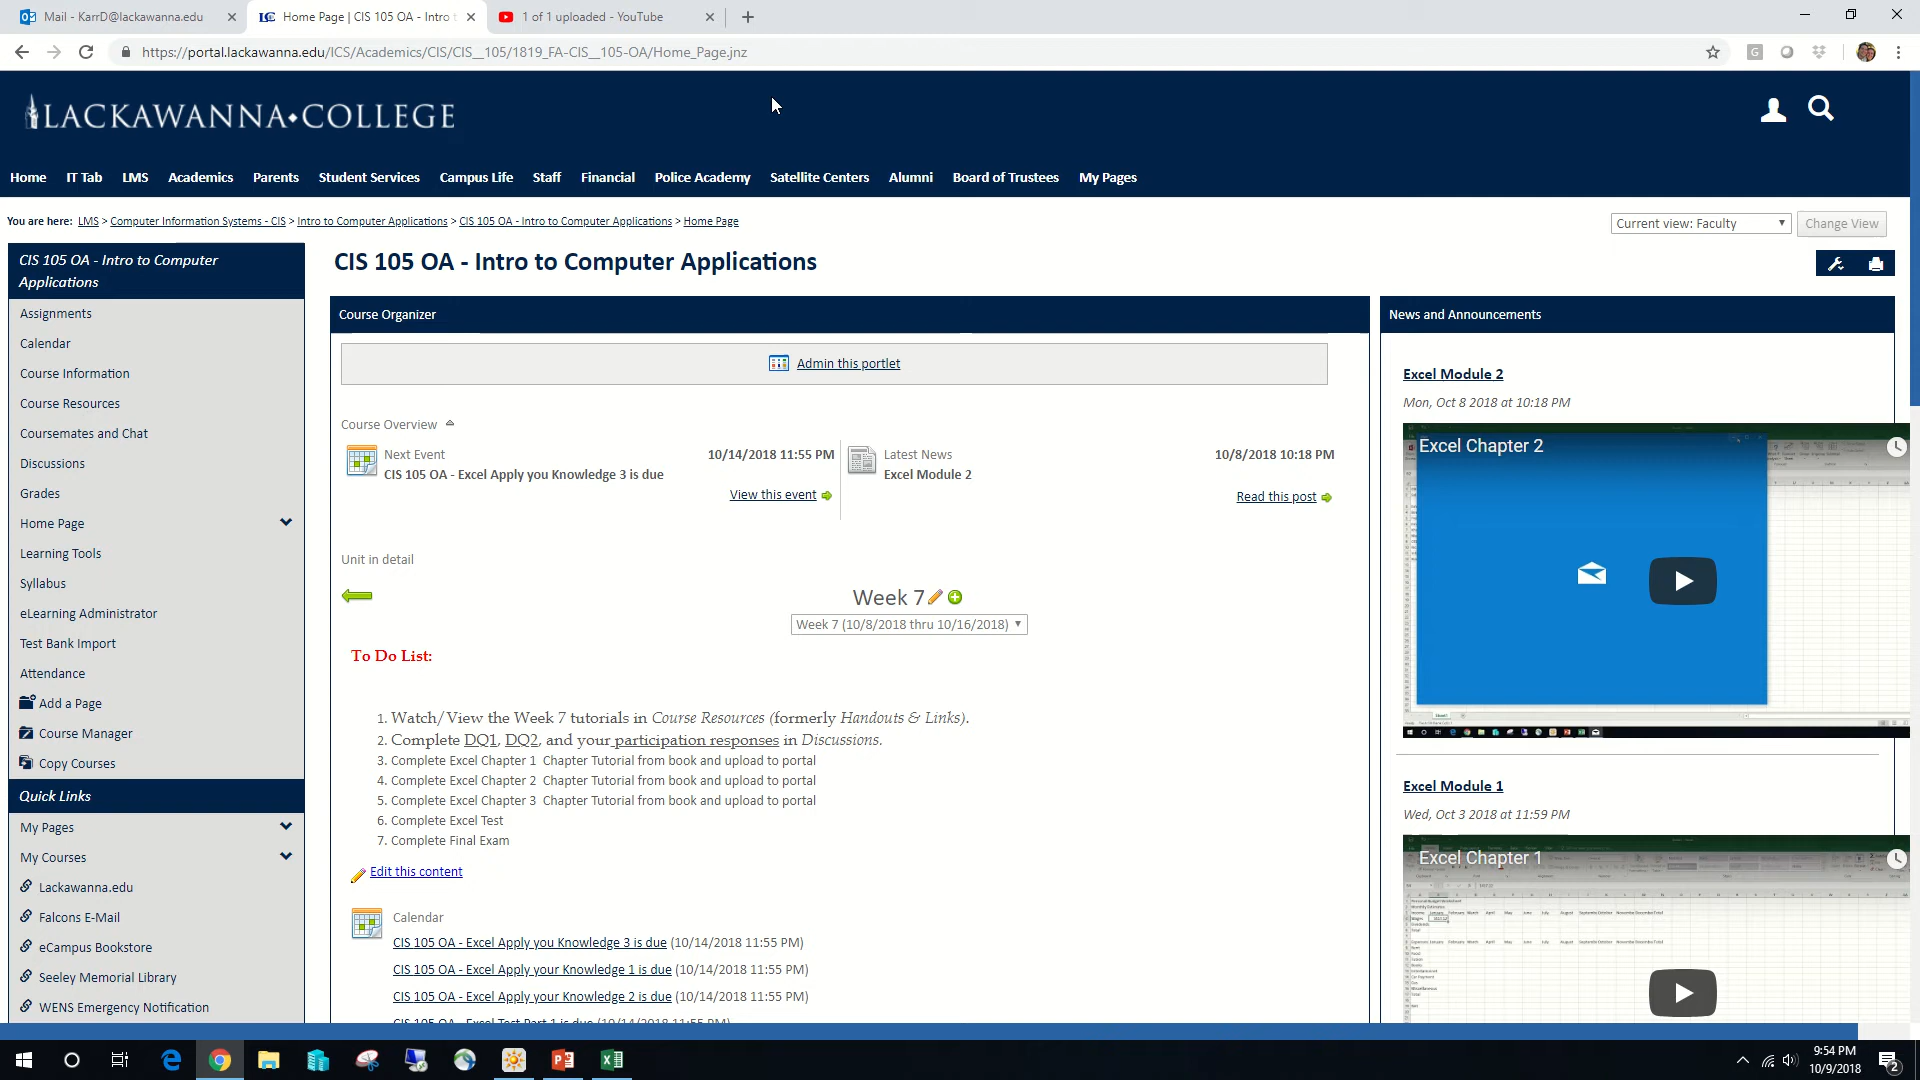 Mail - KarrD@lackawanna.edu
Home Page | CIS 105 OA - Intro t
1 of 1 uploaded - YouTube
https://portal.lackawanna.edu/ICS/Academics/CIS/CIS__105/1819_FA-CIS__105-OA/Home_Page.jnz
LACKAWANNA COLLEGE
Home IT Tab LMS Academics Parents Student Services Campus Life Staff Financial Police Academy Satellite Centers Alumni Board of Trustees My Pages
You are here: LMS > Computer Information Systems - CIS > Intro to Computer Applications > CIS 105 OA - Intro to Computer Applications > Home Page
Current view: Faculty
Change View
CIS 105 OA - Intro to Computer
Applications
Assignments
Calendar
Course Information
Course Resources
Coursemates and Chat
Discussions
Grades
Home Page
Learning Tools
Syllabus
eLearning Administrator
Test Bank Import
Attendance
Add a Page
Course Manager
Copy Courses
Quick Links
My Pages
My Courses
Lackawanna.edu
Falcons E-Mail
eCampus Bookstore
Seeley Memorial Library
WENS Emergency Notification
CIS 105 OA - Intro to Computer Applications
Course Organizer
Admin this portlet
Course Overview
Next Event 10/14/2018 11:55 PM
CIS 105 OA - Excel Apply you Knowledge 3 is due
View this event
Latest News 10/8/2018 10:18 PM
Excel Module 2
Read this post
Unit in detail
Week 7
Week 7 (10/8/2018 thru 10/16/2018)
To Do List:
1. Watch/View the Week 7 tutorials in Course Resources (formerly Handouts & Links).
2. Complete DQ1, DQ2, and your participation responses in Discussions.
3. Complete Excel Chapter 1 Chapter Tutorial from book and upload to portal
4. Complete Excel Chapter 2 Chapter Tutorial from book and upload to portal
5. Complete Excel Chapter 3 Chapter Tutorial from book and upload to portal
6. Complete Excel Test
7. Complete Final Exam
Edit this content
Calendar
CIS 105 OA - Excel Apply you Knowledge 3 is due (10/14/2018 11:55 PM)
CIS 105 OA - Excel Apply your Knowledge 1 is due (10/14/2018 11:55 PM)
CIS 105 OA - Excel Apply your Knowledge 2 is due (10/14/2018 11:55 PM)
CIS 105 OA - Excel Test Part 1 is due (10/14/2018 11:55 PM)
News and Announcements
Excel Module 2
Mon, Oct 8 2018 at 10:18 PM
Excel Chapter 2
Excel Module 1
Wed, Oct 3 2018 at 11:59 PM
Excel Chapter 1
9:54 PM
10/9/2018
2